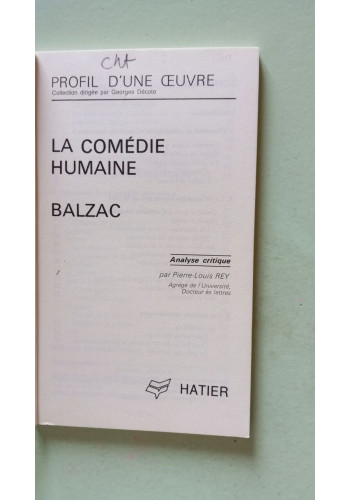 cht
PROFIL D'UNE ŒUVRE
Collection dirigée par Georges Décote
LA COMÉDIE
HUMAINE
BALZAC
Analyse critique
par Pierre-Louis REY
Agrégé de l'Université,
Docteur ès lettres
HATIER